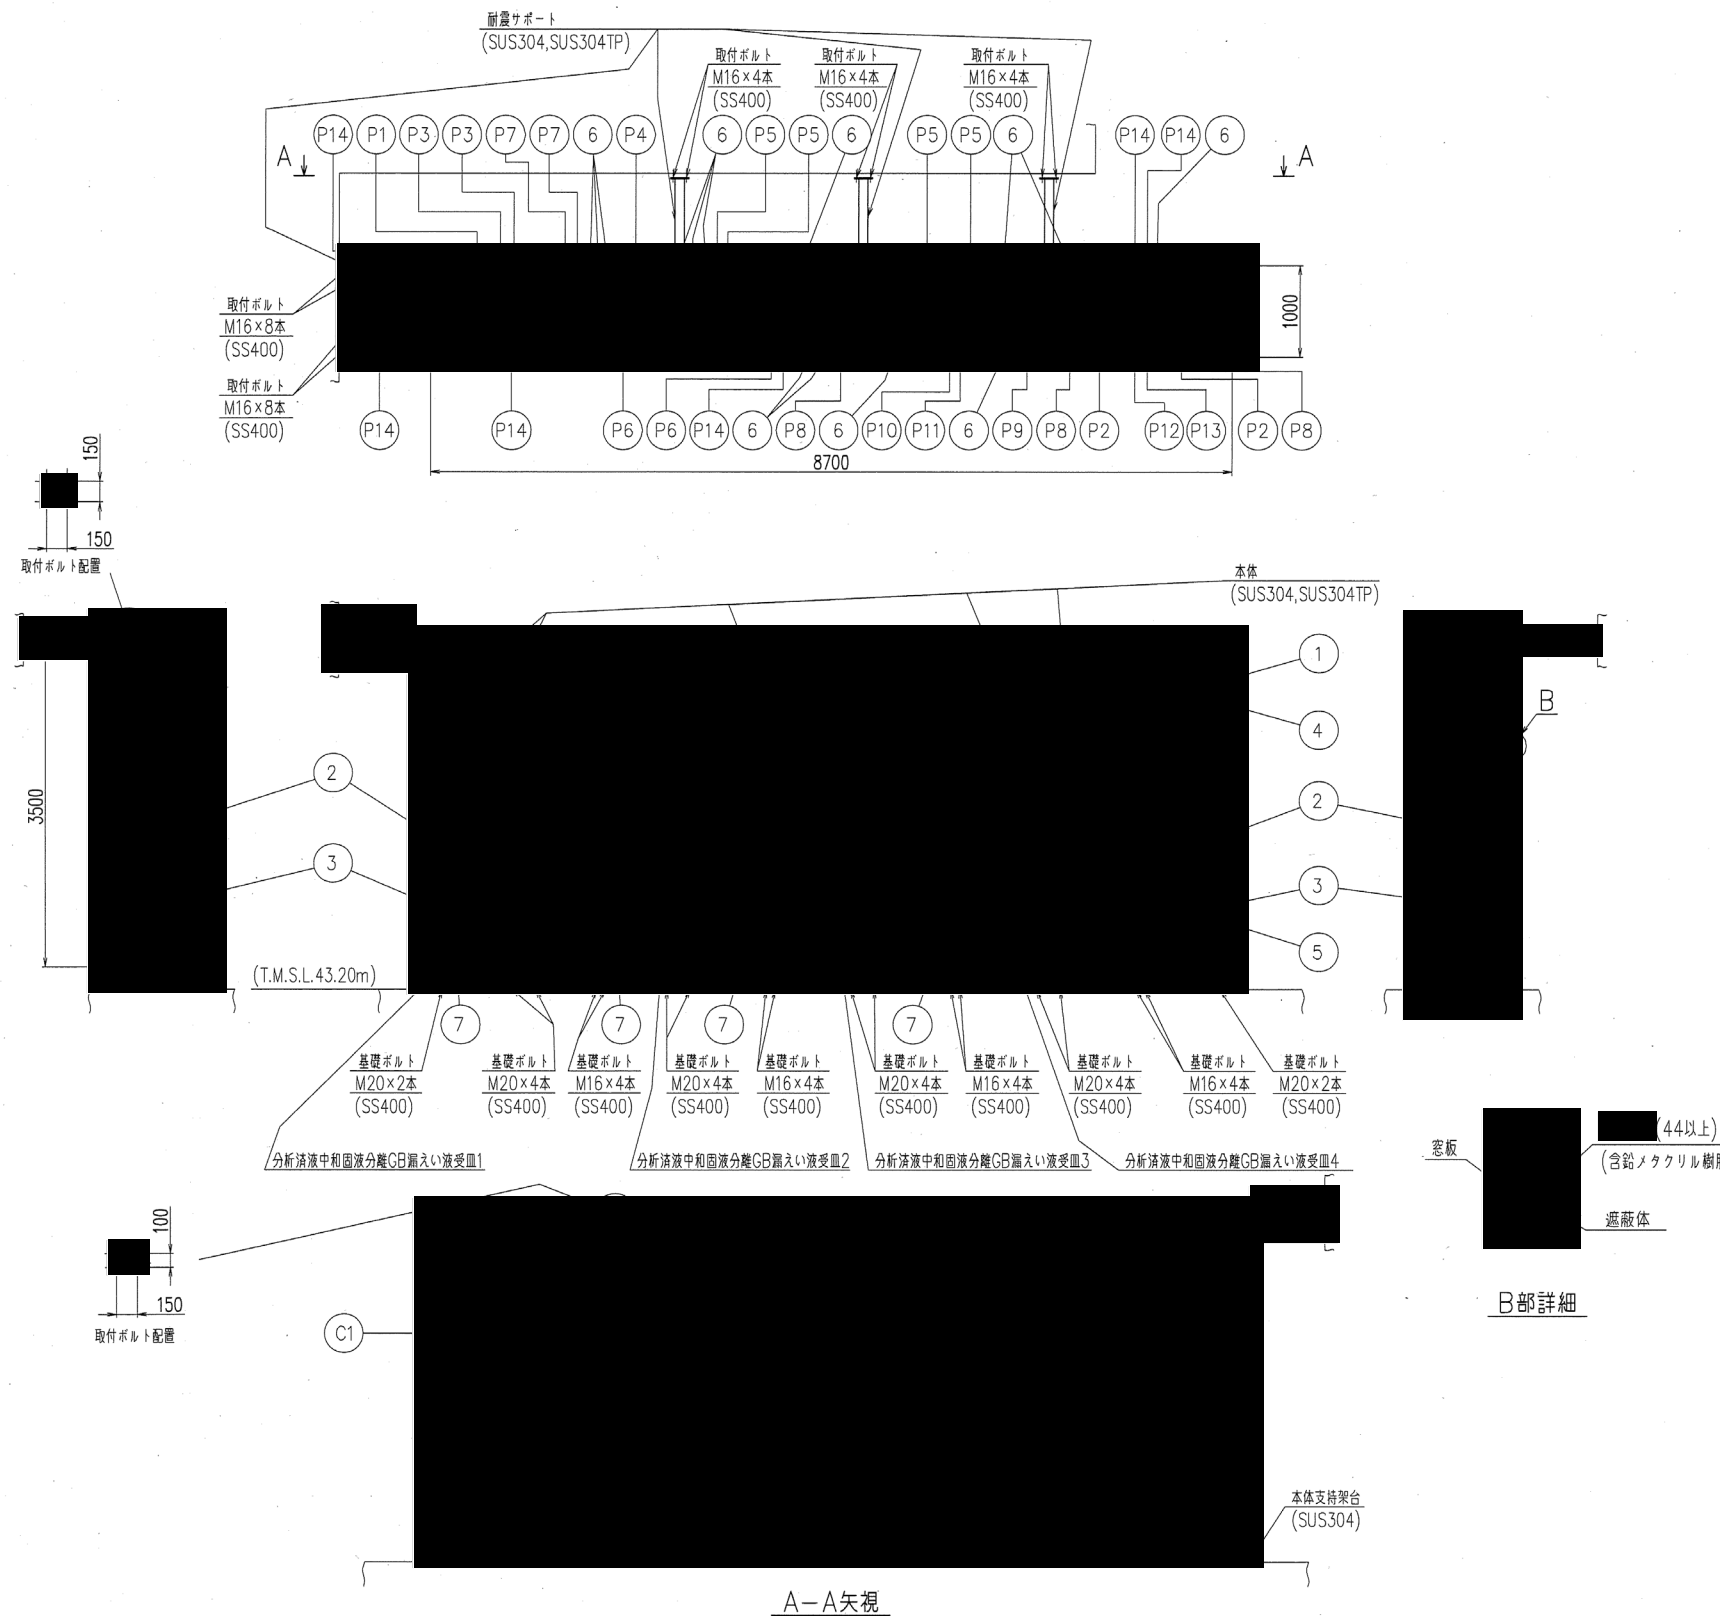 耐震サポート
(SUS304,SUS304TP)
取付ボルト
M16×4本
(SS400)
取付ボルト
M16×4本
(SS400)
取付ボルト
M16×4本
(SS400)
P14 P1 P3 P3 P7 P7 6 P4 6 P5 P5 6 P5 P5 6 P14 P14 6
A A
取付ボルト
M16×8本
(SS400)
1000
取付ボルト
M16×8本
(SS400)
P14 P14 P6 P6 P14 6 P8 6 P10 P11 6 P9 P8 P2 P12 P13 P2 P8
8700
150
150
取付ボルト配置
本体
(SUS304,SUS304TP)
1
4
B
2
2
3500
3
3
5
(T.M.S.L.43.20m)
7 7 7 7
基礎ボルト
M20×2本
(SS400)
基礎ボルト
M20×4本
(SS400)
基礎ボルト
M16×4本
(SS400)
基礎ボルト
M20×4本
(SS400)
基礎ボルト
M16×4本
(SS400)
基礎ボルト
M20×4本
(SS400)
基礎ボルト
M16×4本
(SS400)
基礎ボルト
M20×4本
(SS400)
基礎ボルト
M16×4本
(SS400)
基礎ボルト
M20×2本
(SS400)
分析済液中和固液分離GB漏えい液受皿1
分析済液中和固液分離GB漏えい液受皿2
分析済液中和固液分離GB漏えい液受皿3
分析済液中和固液分離GB漏えい液受皿4
窓板
(44以上)
(含鉛メタクリル樹
遮蔽体
B部詳細
100
150
取付ボルト配置
C1
本体支持架台
(SUS304)
A−A矢視